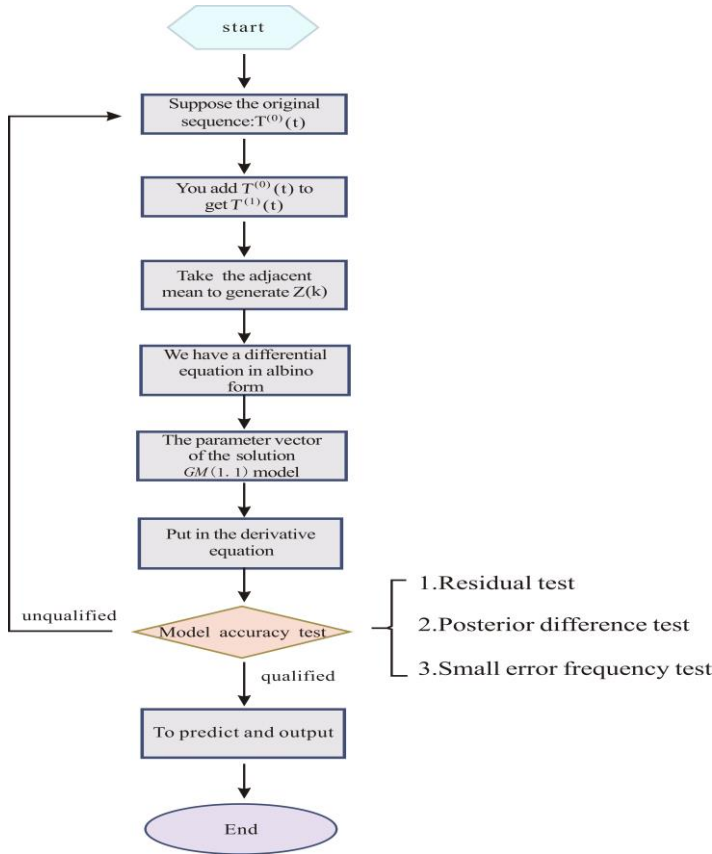 start
Suppose the original
sequence:T⁽⁰⁾(t)
You add T⁽⁰⁾(t) to
get T⁽¹⁾(t)
Take the adjacent
mean to generate Z(k)
We have a differential
equation in albino
form
The parameter vector
of the solution
GM(1. 1) model
Put in the derivative
equation
unqualified
Model accuracy test
1.Residual test
2.Posterior difference test
3.Small error frequency test
qualified
To predict and output
End